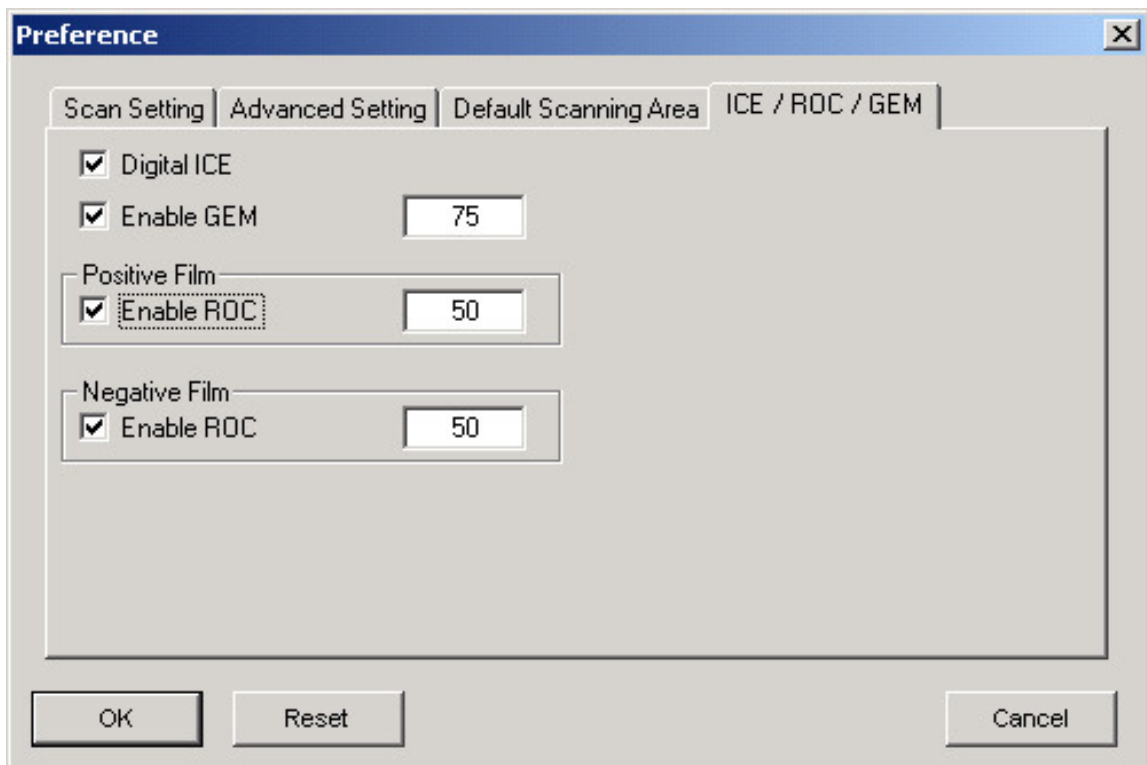 Preference
Scan Setting Advanced Setting Default Scanning Area ICE / ROC / GEM
Digital ICE
Enable GEM 75
Positive Film
Enable ROC 50
Negative Film
Enable ROC 50
OK Reset Cancel